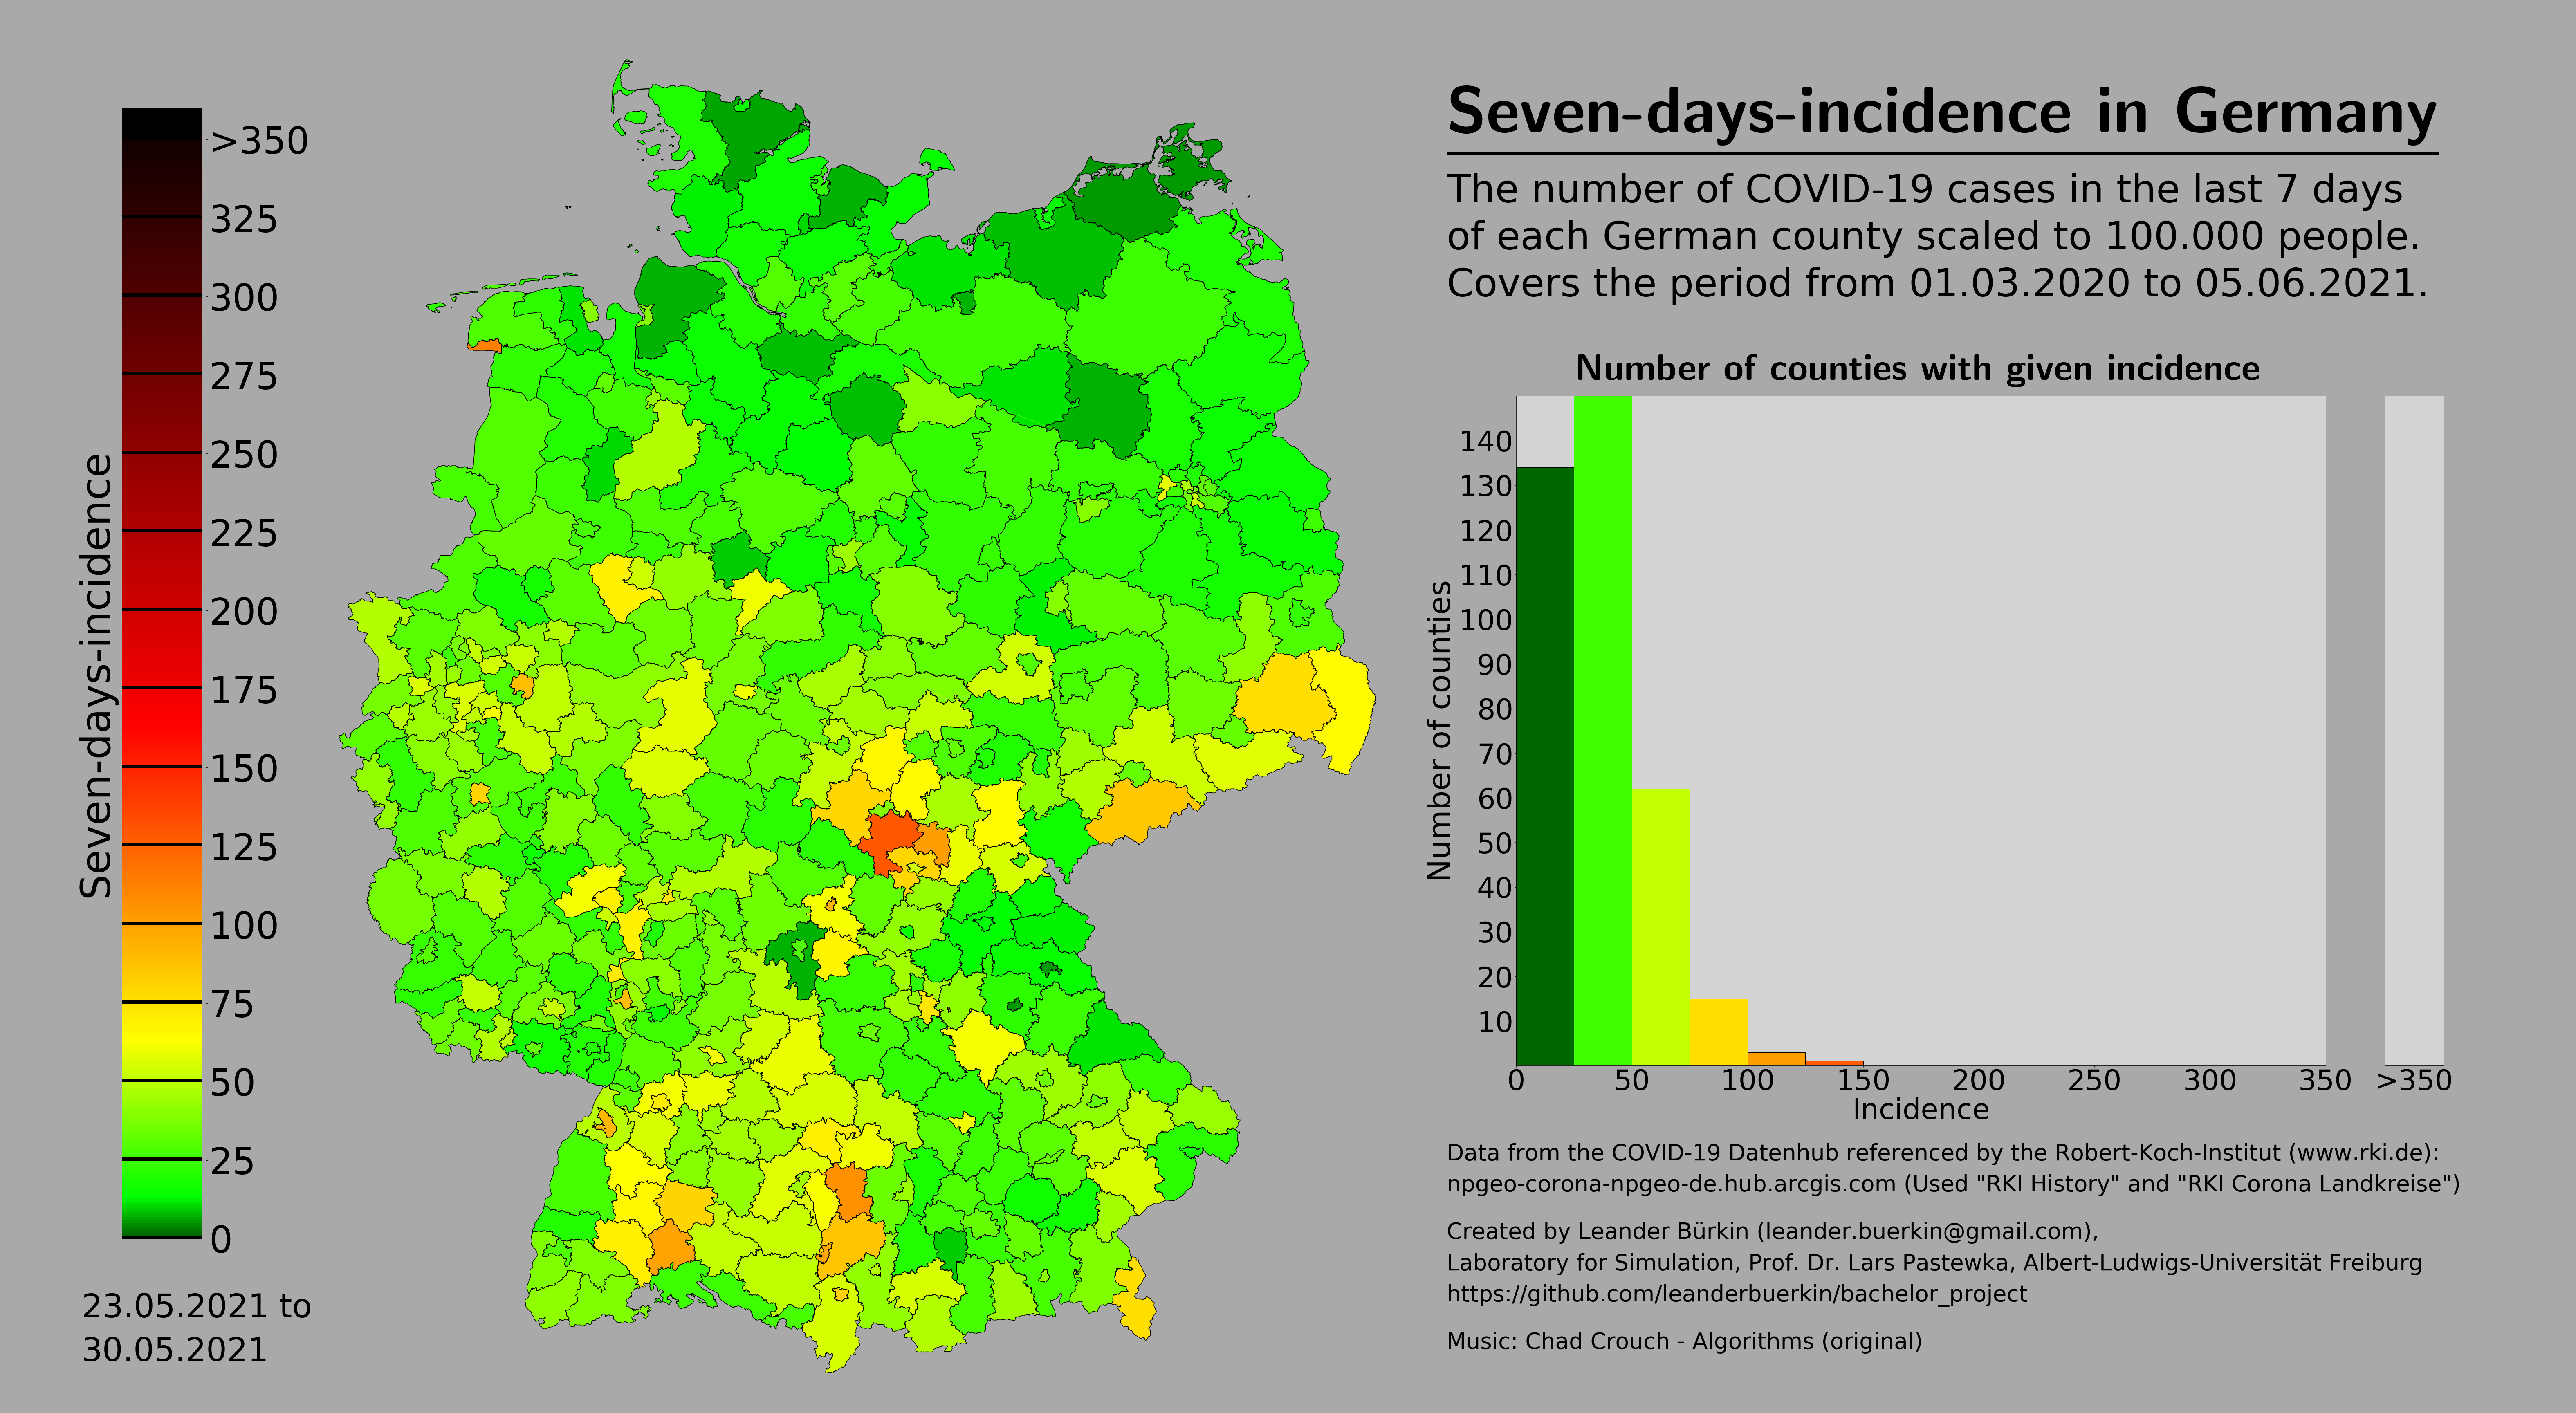 Seven-days-incidence
>350
325
300
275
250
225
200
175
150
125
100
75
50
25
0
23.05.2021 to
30.05.2021
Seven-days-incidence in Germany
The number of COVID-19 cases in the last 7 days
of each German county scaled to 100.000 people.
Covers the period from 01.03.2020 to 05.06.2021.
Number of counties with given incidence
Number of counties
140
130
120
110
100
90
80
70
60
50
40
30
20
10
0 50 100 150 200 250 300 350 >350
Incidence
Data from the COVID-19 Datenhub referenced by the Robert-Koch-Institut (www.rki.de):
npgeo-corona-npgeo-de.hub.arcgis.com (Used "RKI History" and "RKI Corona Landkreise")
Created by Leander Bürkin (leander.buerkin@gmail.com),
Laboratory for Simulation, Prof. Dr. Lars Pastewka, Albert-Ludwigs-Universität Freiburg
https://github.com/leanderbuerkin/bachelor_project
Music: Chad Crouch - Algorithms (original)